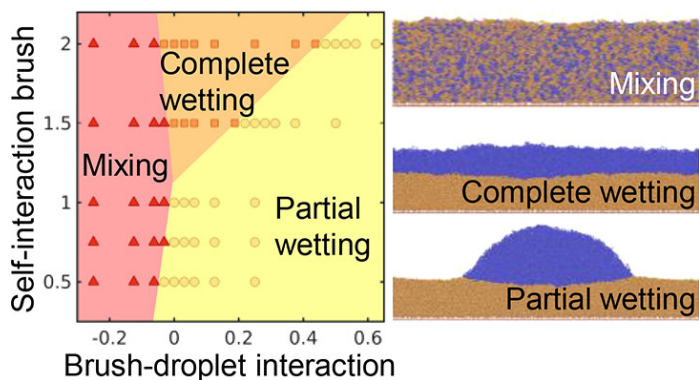 Self-interaction brush
2
1.5
1
0.5
Complete
wetting
Mixing
Partial
wetting
-0.2
0
0.2
0.4
0.6
Brush-droplet interaction
Mixing
Complete wetting
Partial wetting